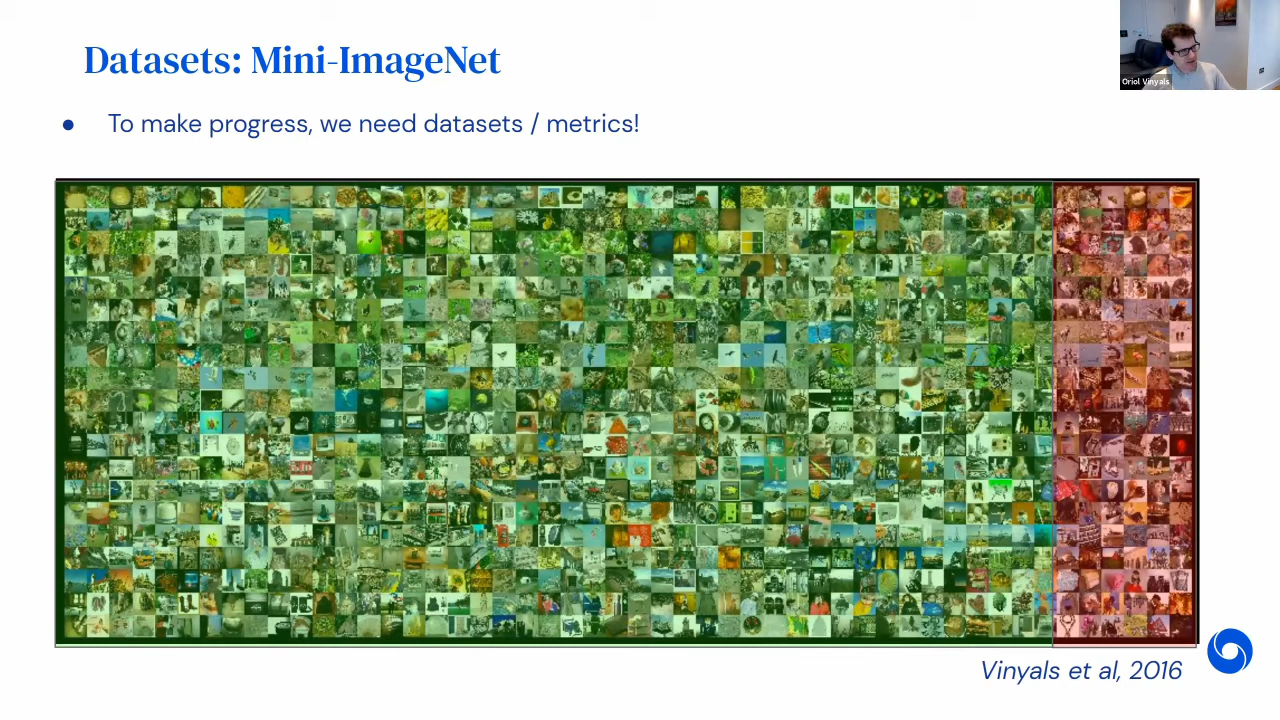 Datasets: Mini-ImageNet
Oriol Vinyals
● To make progress, we need datasets / metrics!
Vinyals et al, 2016